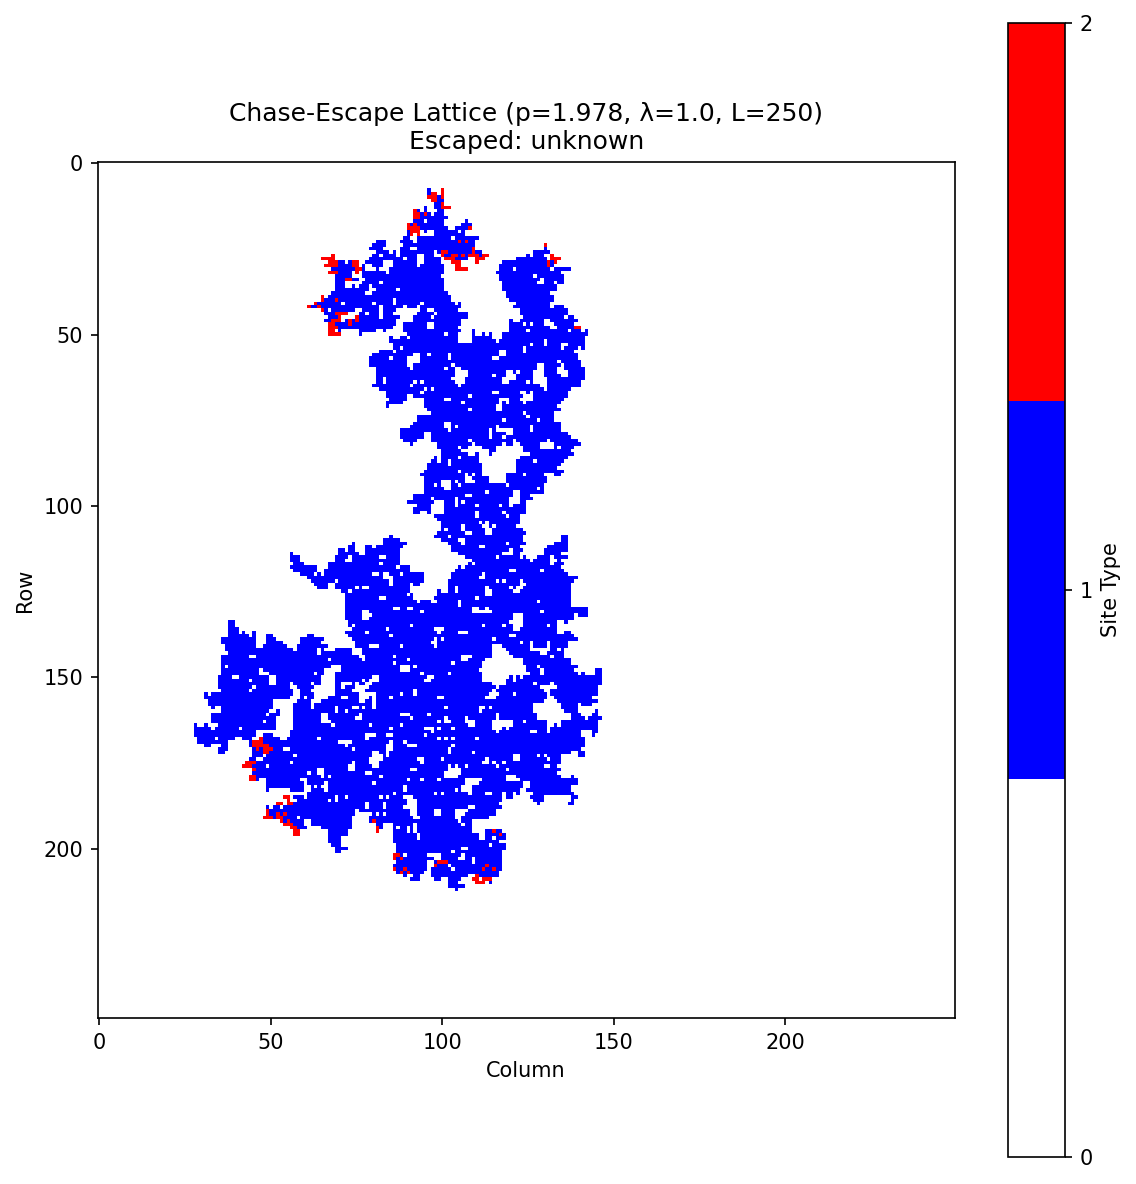 Chase-Escape Lattice (p=1.978, λ=1.0, L=250)
Escaped: unknown
0
50
100
150
200
Row
0
50
100
150
200
Column
2
1
0
Site Type